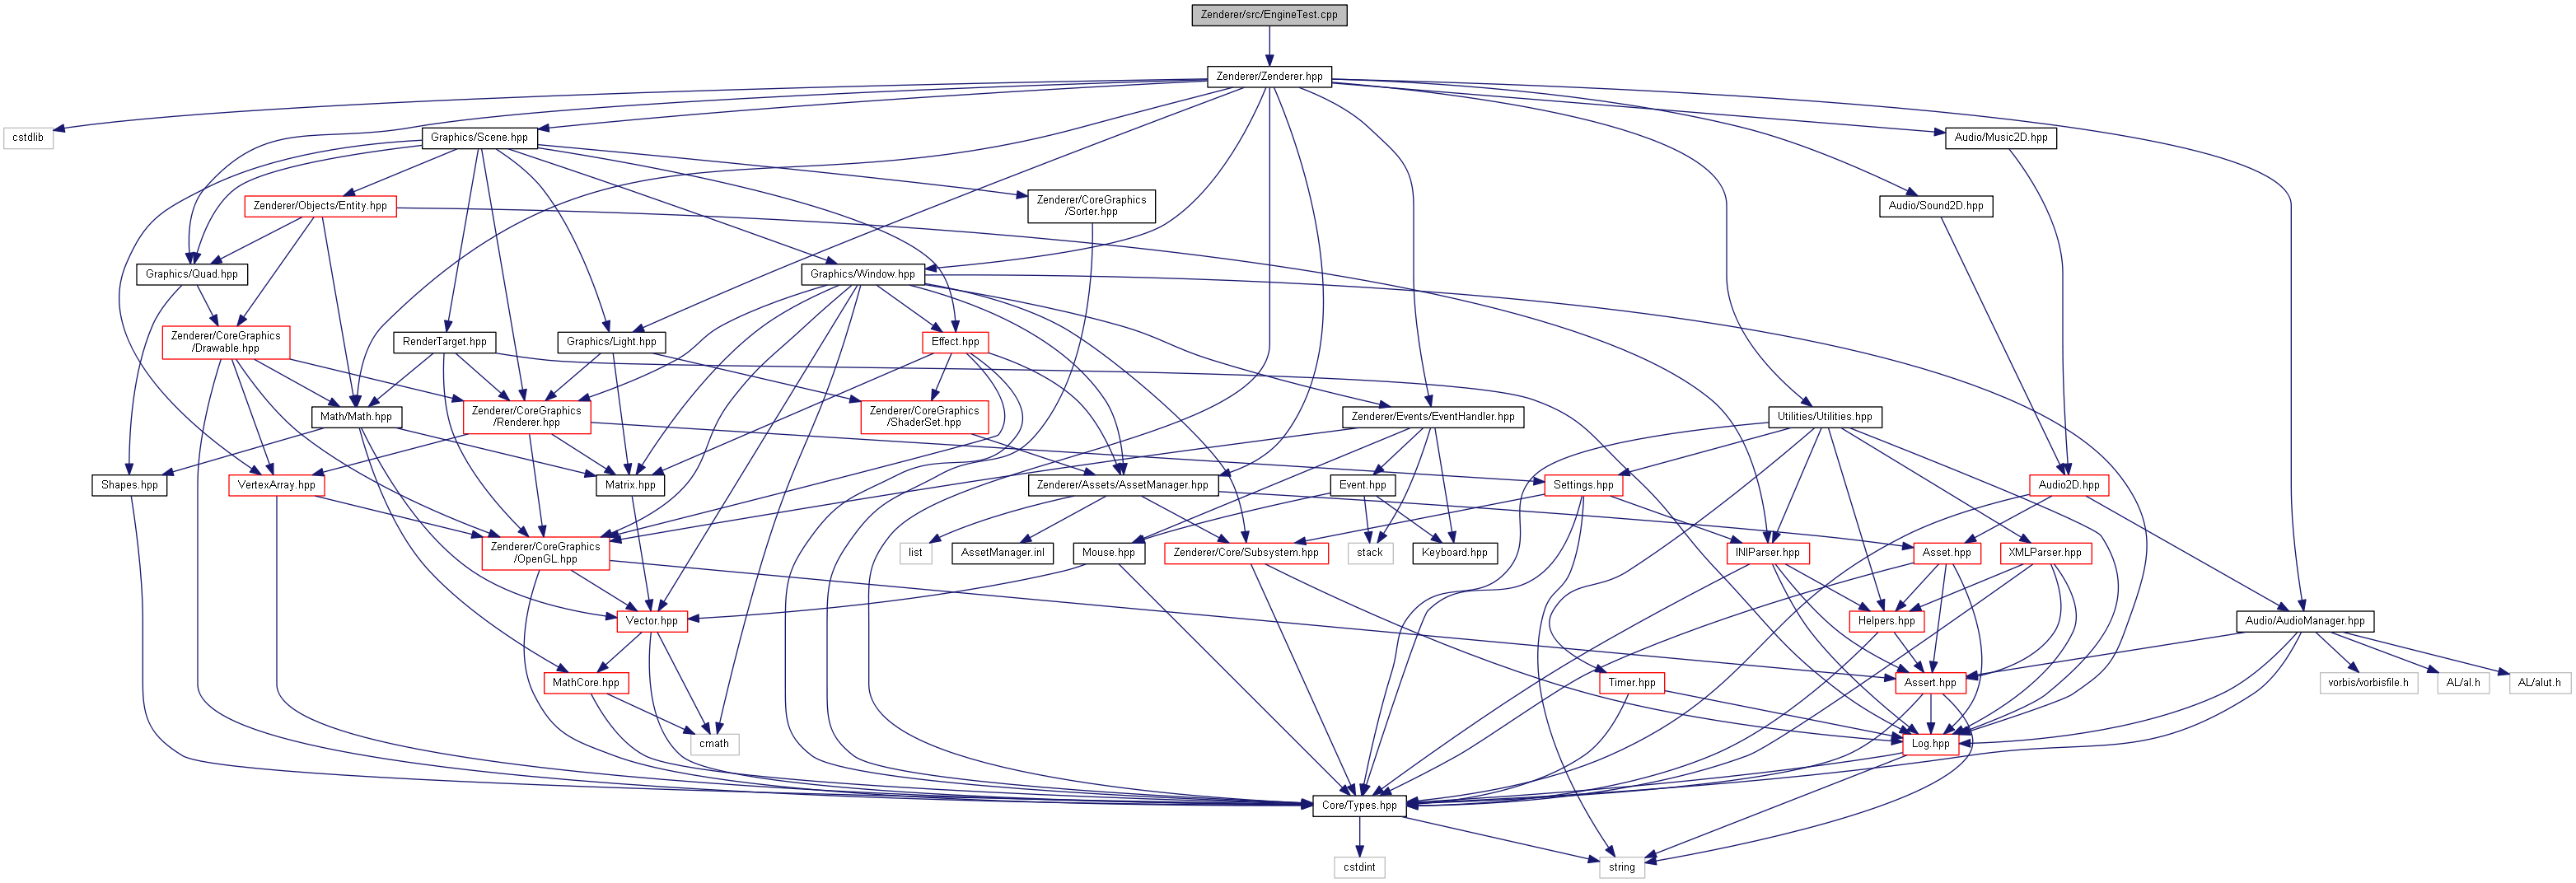 Zenderer/src/EngineTest.cpp
Zenderer/Zenderer.hpp
cstdlib
Graphics/Scene.hpp
Audio/Music2D.hpp
Zenderer/Objects/Entity.hpp
Zenderer/CoreGraphics
/Sorter.hpp
Audio/Sound2D.hpp
Graphics/Quad.hpp
Graphics/Window.hpp
Zenderer/CoreGraphics
/Drawable.hpp
RenderTarget.hpp
Graphics/Light.hpp
Effect.hpp
Math/Math.hpp
Zenderer/CoreGraphics
/Renderer.hpp
Zenderer/CoreGraphics
/ShaderSet.hpp
Zenderer/Events/EventHandler.hpp
Utilities/Utilities.hpp
Shapes.hpp
VertexArray.hpp
Matrix.hpp
Zenderer/Assets/AssetManager.hpp
Event.hpp
Settings.hpp
Audio2D.hpp
Zenderer/CoreGraphics
/OpenGL.hpp
list
AssetManager.inl
Mouse.hpp
Zenderer/Core/Subsystem.hpp
stack
Keyboard.hpp
INIParser.hpp
Asset.hpp
XMLParser.hpp
Vector.hpp
Helpers.hpp
Audio/AudioManager.hpp
MathCore.hpp
Timer.hpp
Assert.hpp
vorbis/vorbisfile.h
AL/al.h
AL/alut.h
cmath
Log.hpp
Core/Types.hpp
cstdint
string